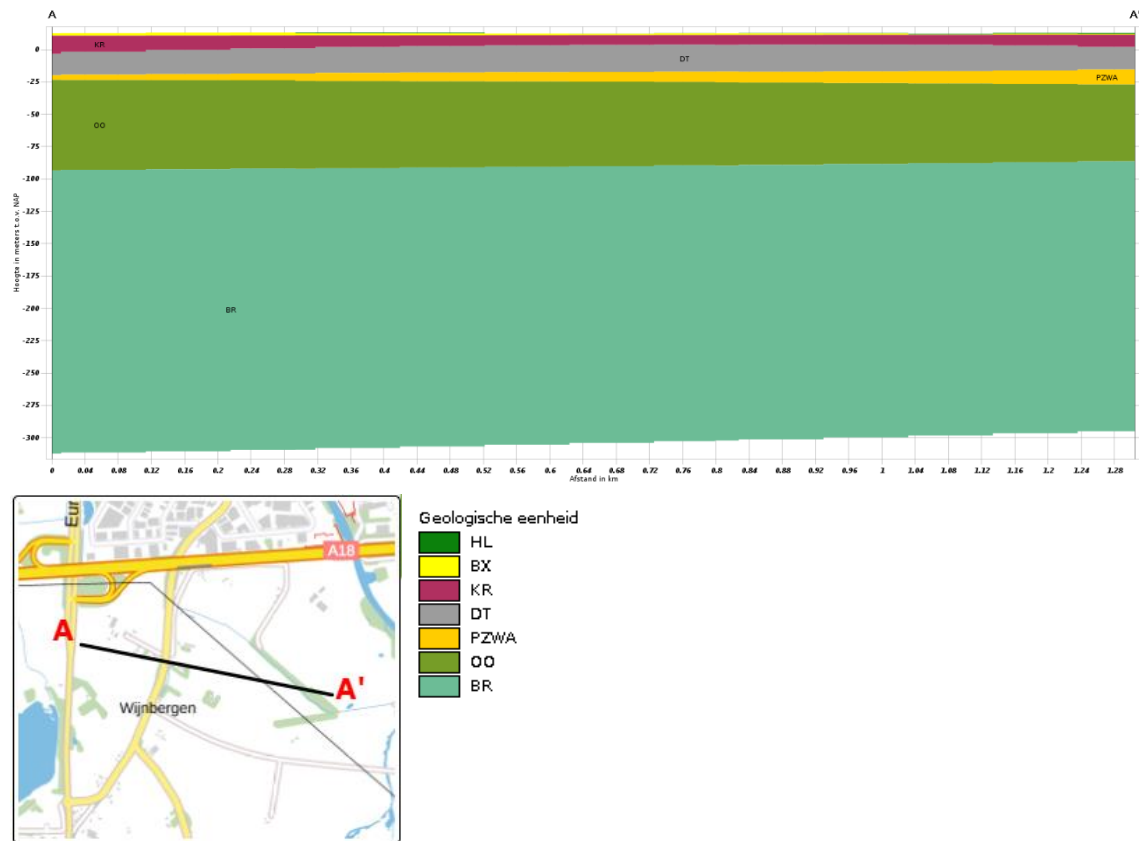 A A'
KR
DT
PZWA
OO
BR
0
-25
-50
-75
-100
-125
-150
-175
-200
-225
-250
-275
-300
Hoogte in meters t.o.v. NAP
0 0.04 0.08 0.12 0.16 0.2 0.24 0.28 0.32 0.36 0.4 0.44 0.48 0.52 0.56 0.6 0.64 0.68 0.72 0.76 0.8 0.84 0.88 0.92 0.96 1 1.04 1.08 1.12 1.16 1.2 1.24 1.28
Afstand in km
Eur
A18
A
A'
Wijnbergen
Geologische eenheid
HL
BX
KR
DT
PZWA
OO
BR